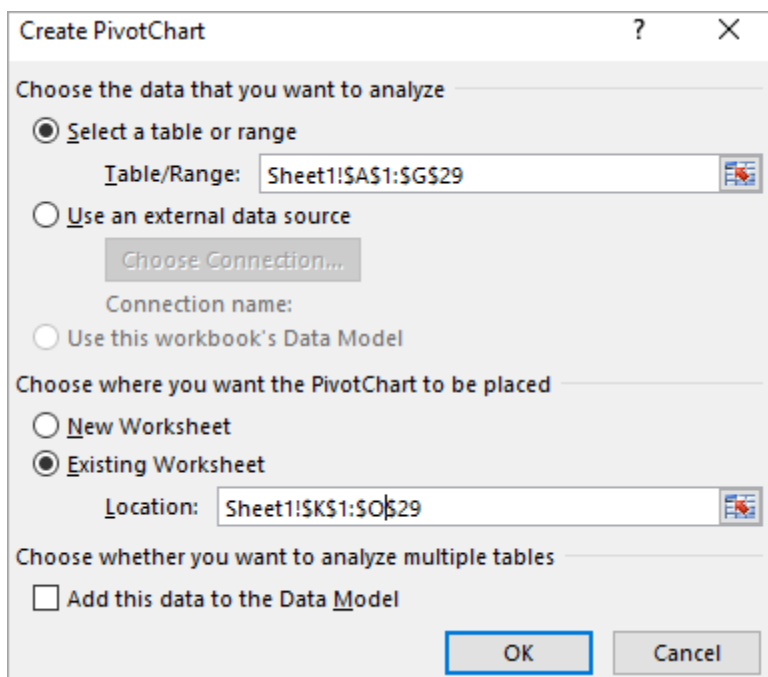 Create PivotChart ? ×
Choose the data that you want to analyze
Select a table or range
Table/Range: Sheet1!$A$1:$G$29
Use an external data source
Choose Connection...
Connection name:
Use this workbook's Data Model
Choose where you want the PivotChart to be placed
New Worksheet
Existing Worksheet
Location: Sheet1!$K$1:$O$29
Choose whether you want to analyze multiple tables
Add this data to the Data Model
OK Cancel